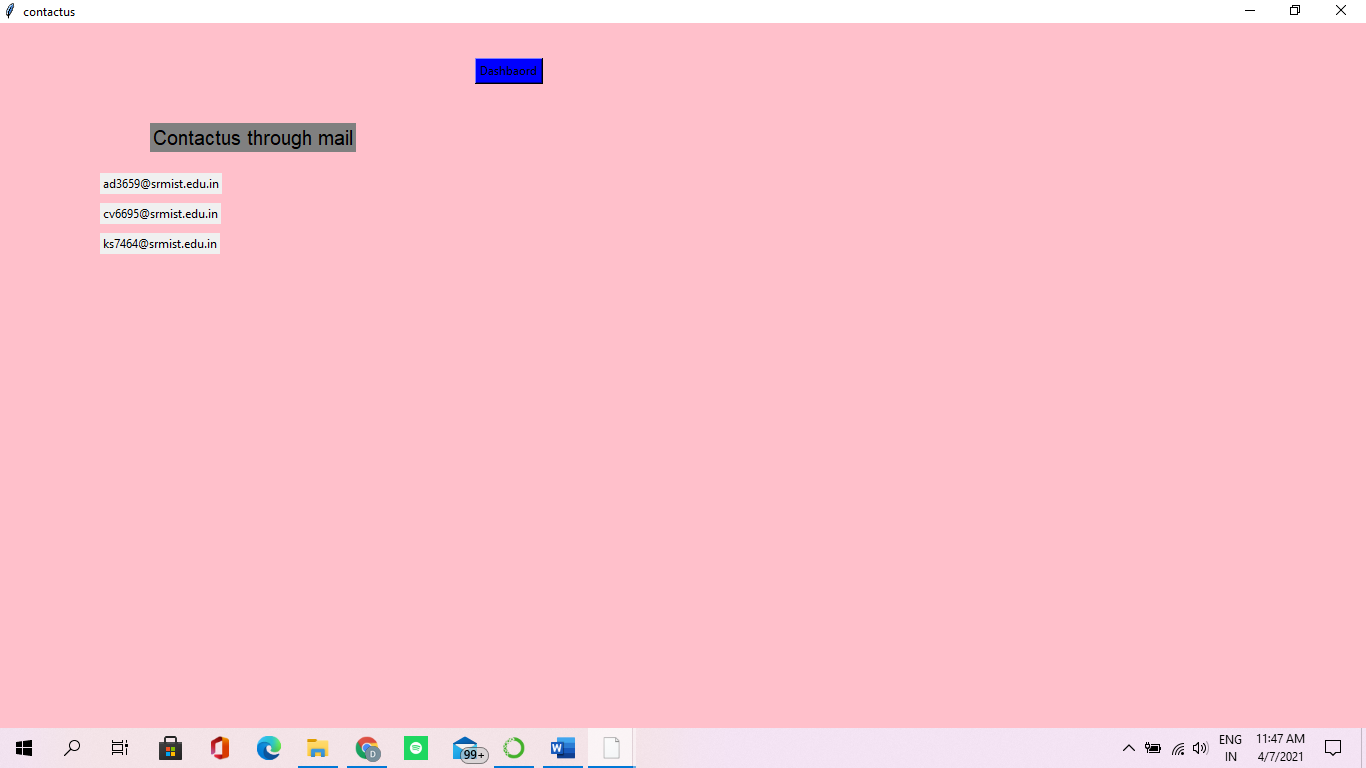 contactus
Dashbaord
Contactus through mail
ad3659@srmist.edu.in
cv6695@srmist.edu.in
ks7464@srmist.edu.in
D
99+
W
ENG
IN
11:47 AM
4/7/2021